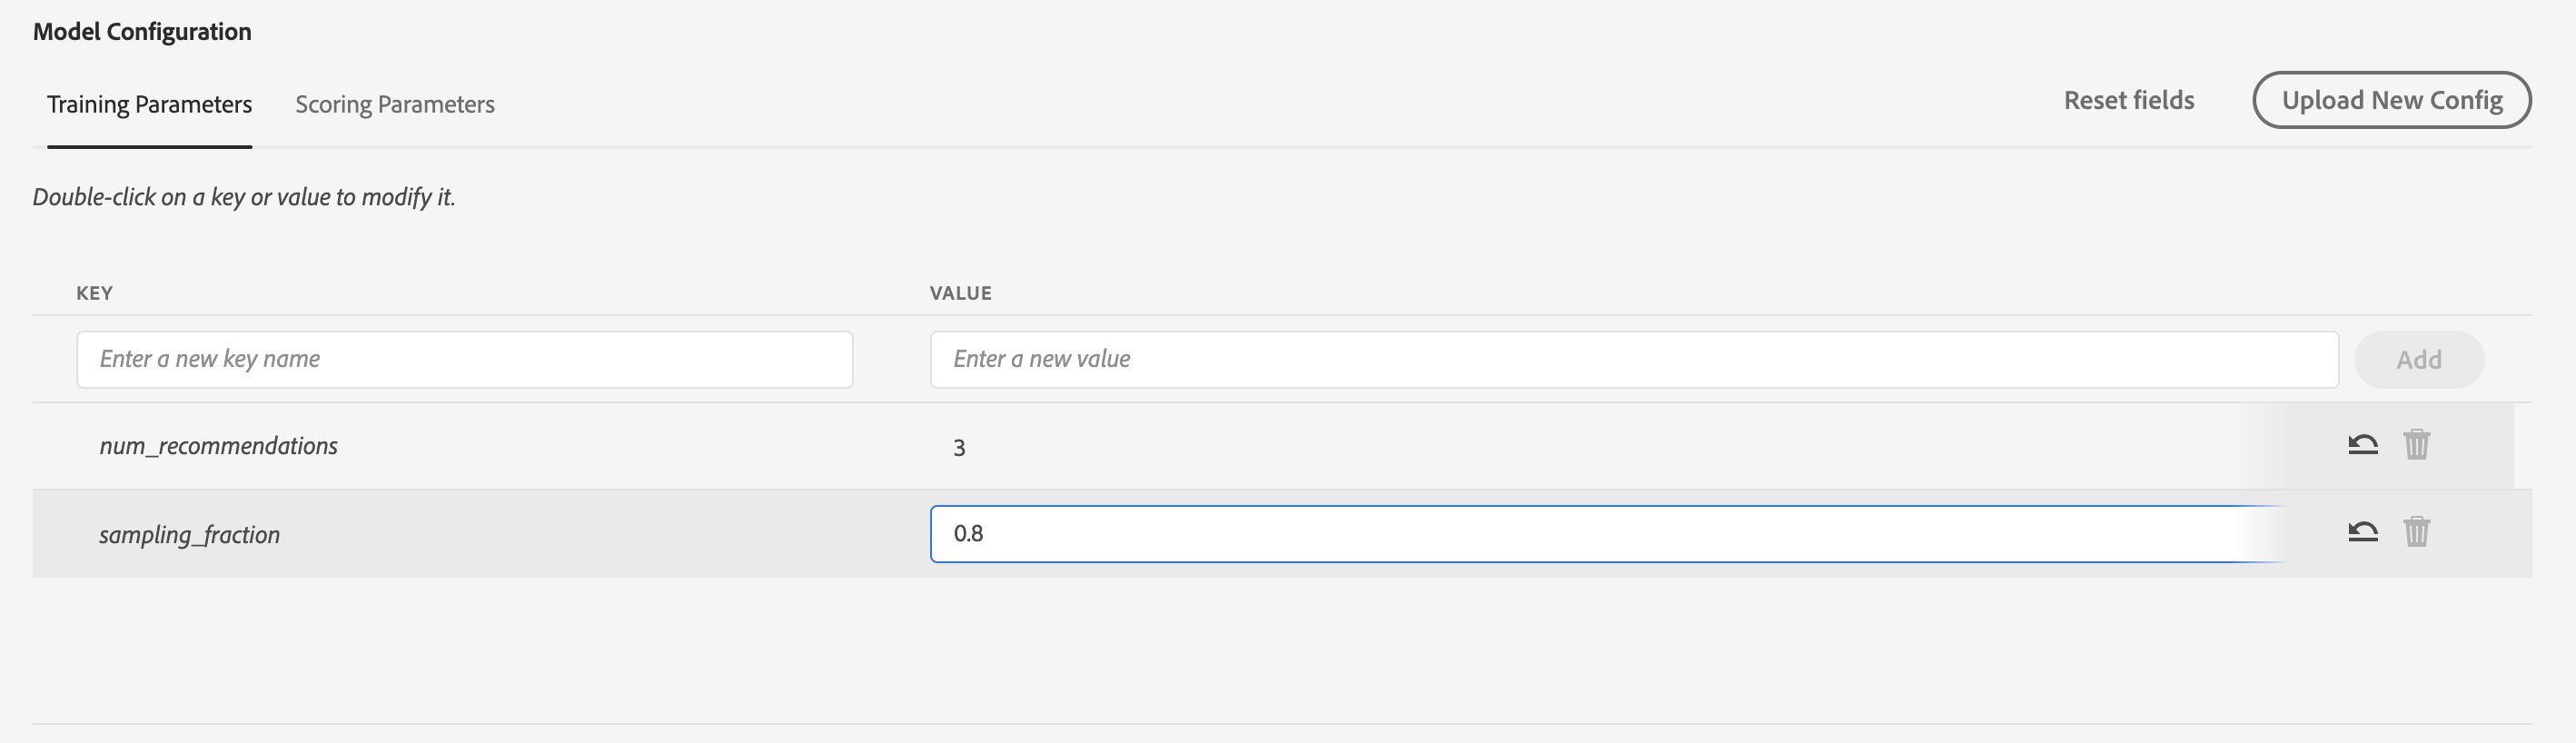 Model Configuration
Training Parameters Scoring Parameters Reset fields Upload New Config
Double-click on a key or value to modify it.
KEY VALUE
Enter a new key name Enter a new value Add
num_recommendations 3
sampling_fraction 0.8